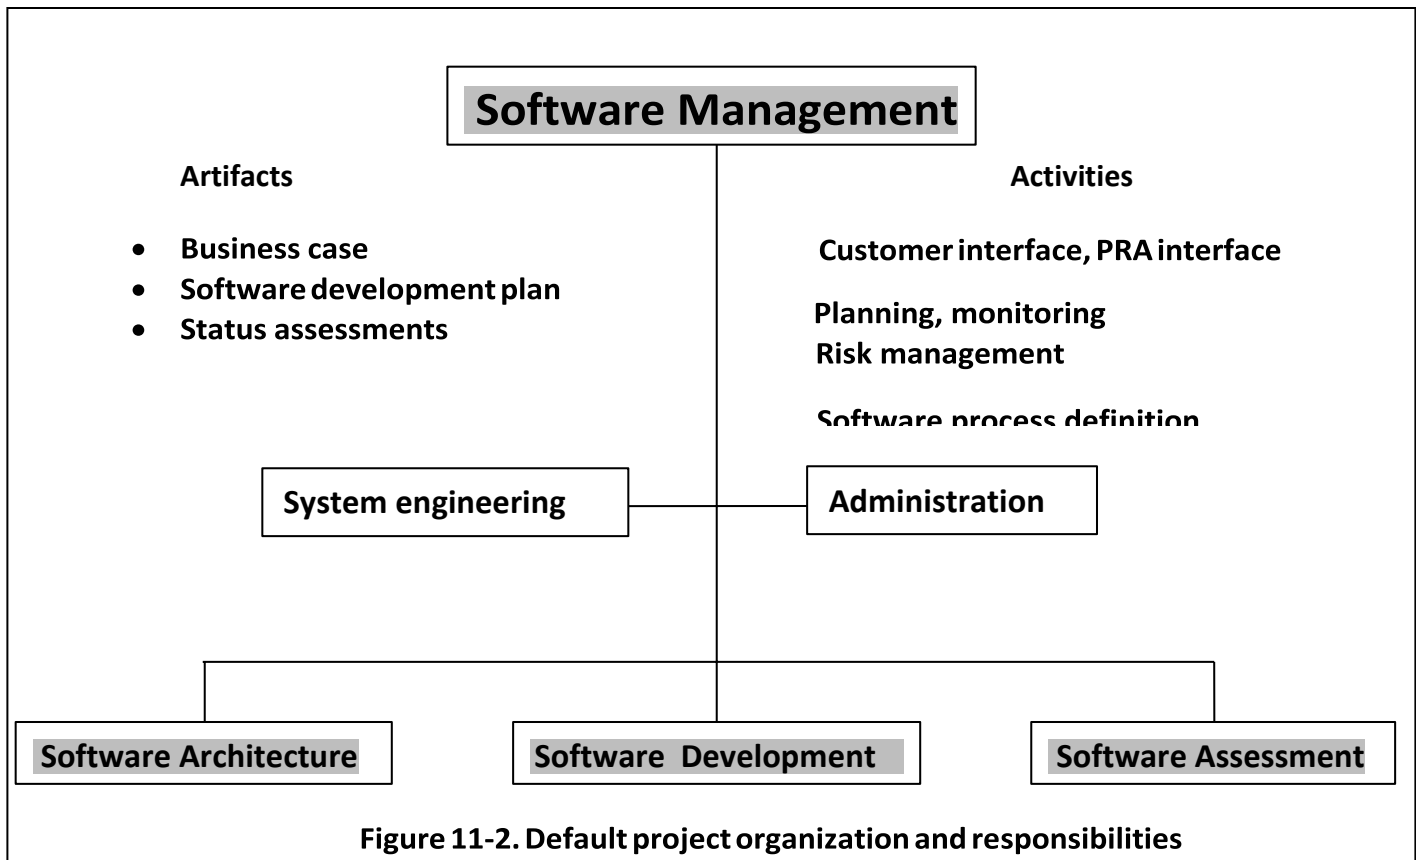 Software Management
Artifacts
Activities
• Business case
• Software development plan
• Status assessments
Customer interface, PRA interface
Planning, monitoring
Risk management
Software process definition
System engineering
Administration
Software Architecture
Software Development
Software Assessment
Figure 11-2. Default project organization and responsibilities